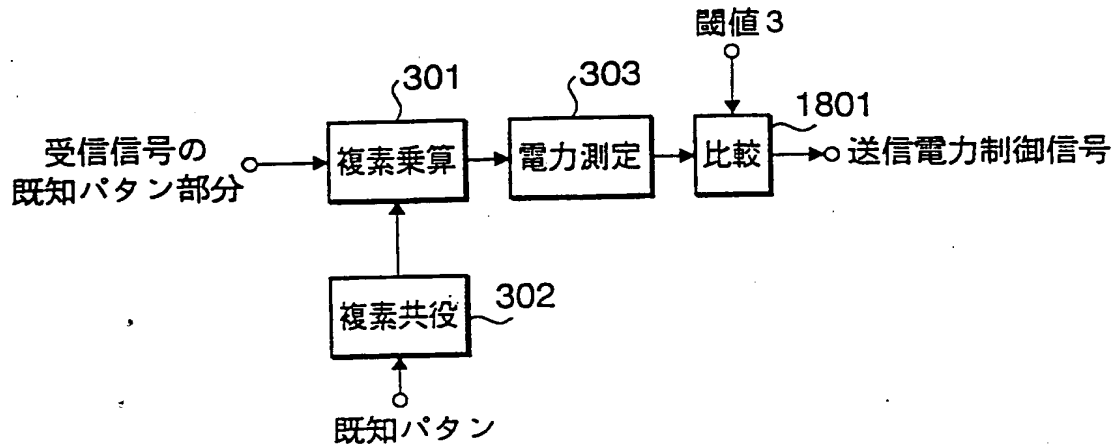 閾値3
301
303
1801
受信信号の
既知パタン部分
複素乗算
電力測定
比較
送信電力制御信号
複素共役
302
既知パタン